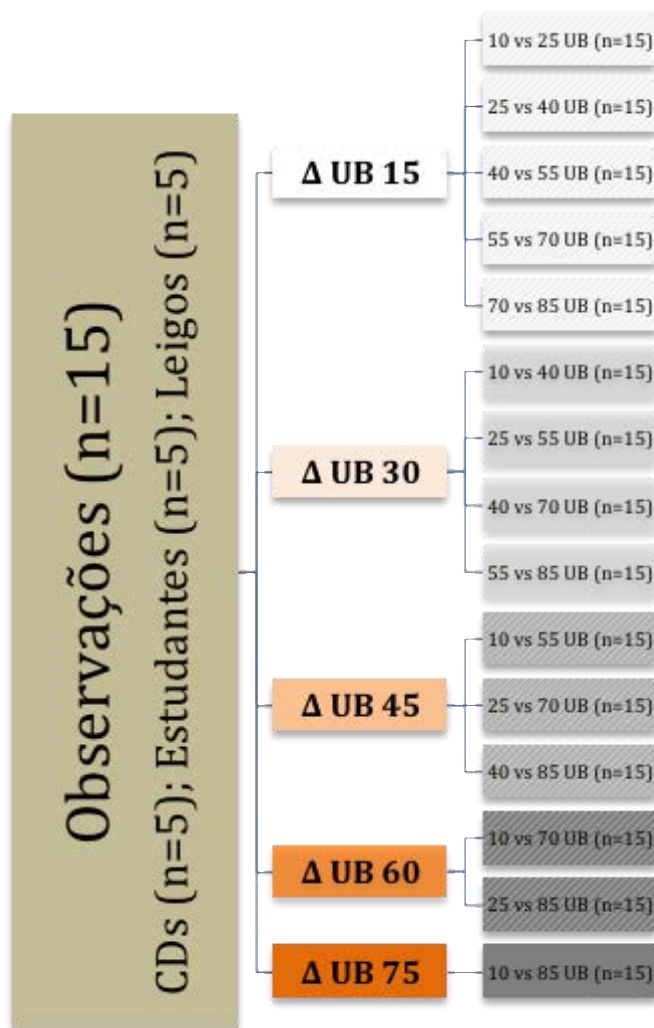 Observações (n=15)
CDs (n=5); Estudantes (n=5); Leigos (n=5)
Δ UB 15
10 vs 25 UB (n=15)
25 vs 40 UB (n=15)
40 vs 55 UB (n=15)
55 vs 70 UB (n=15)
70 vs 85 UB (n=15)
Δ UB 30
10 vs 40 UB (n=15)
25 vs 55 UB (n=15)
40 vs 70 UB (n=15)
55 vs 85 UB (n=15)
Δ UB 45
10 vs 55 UB (n=15)
25 vs 70 UB (n=15)
40 vs 85 UB (n=15)
Δ UB 60
10 vs 70 UB (n=15)
25 vs 85 UB (n=15)
Δ UB 75
10 vs 85 UB (n=15)